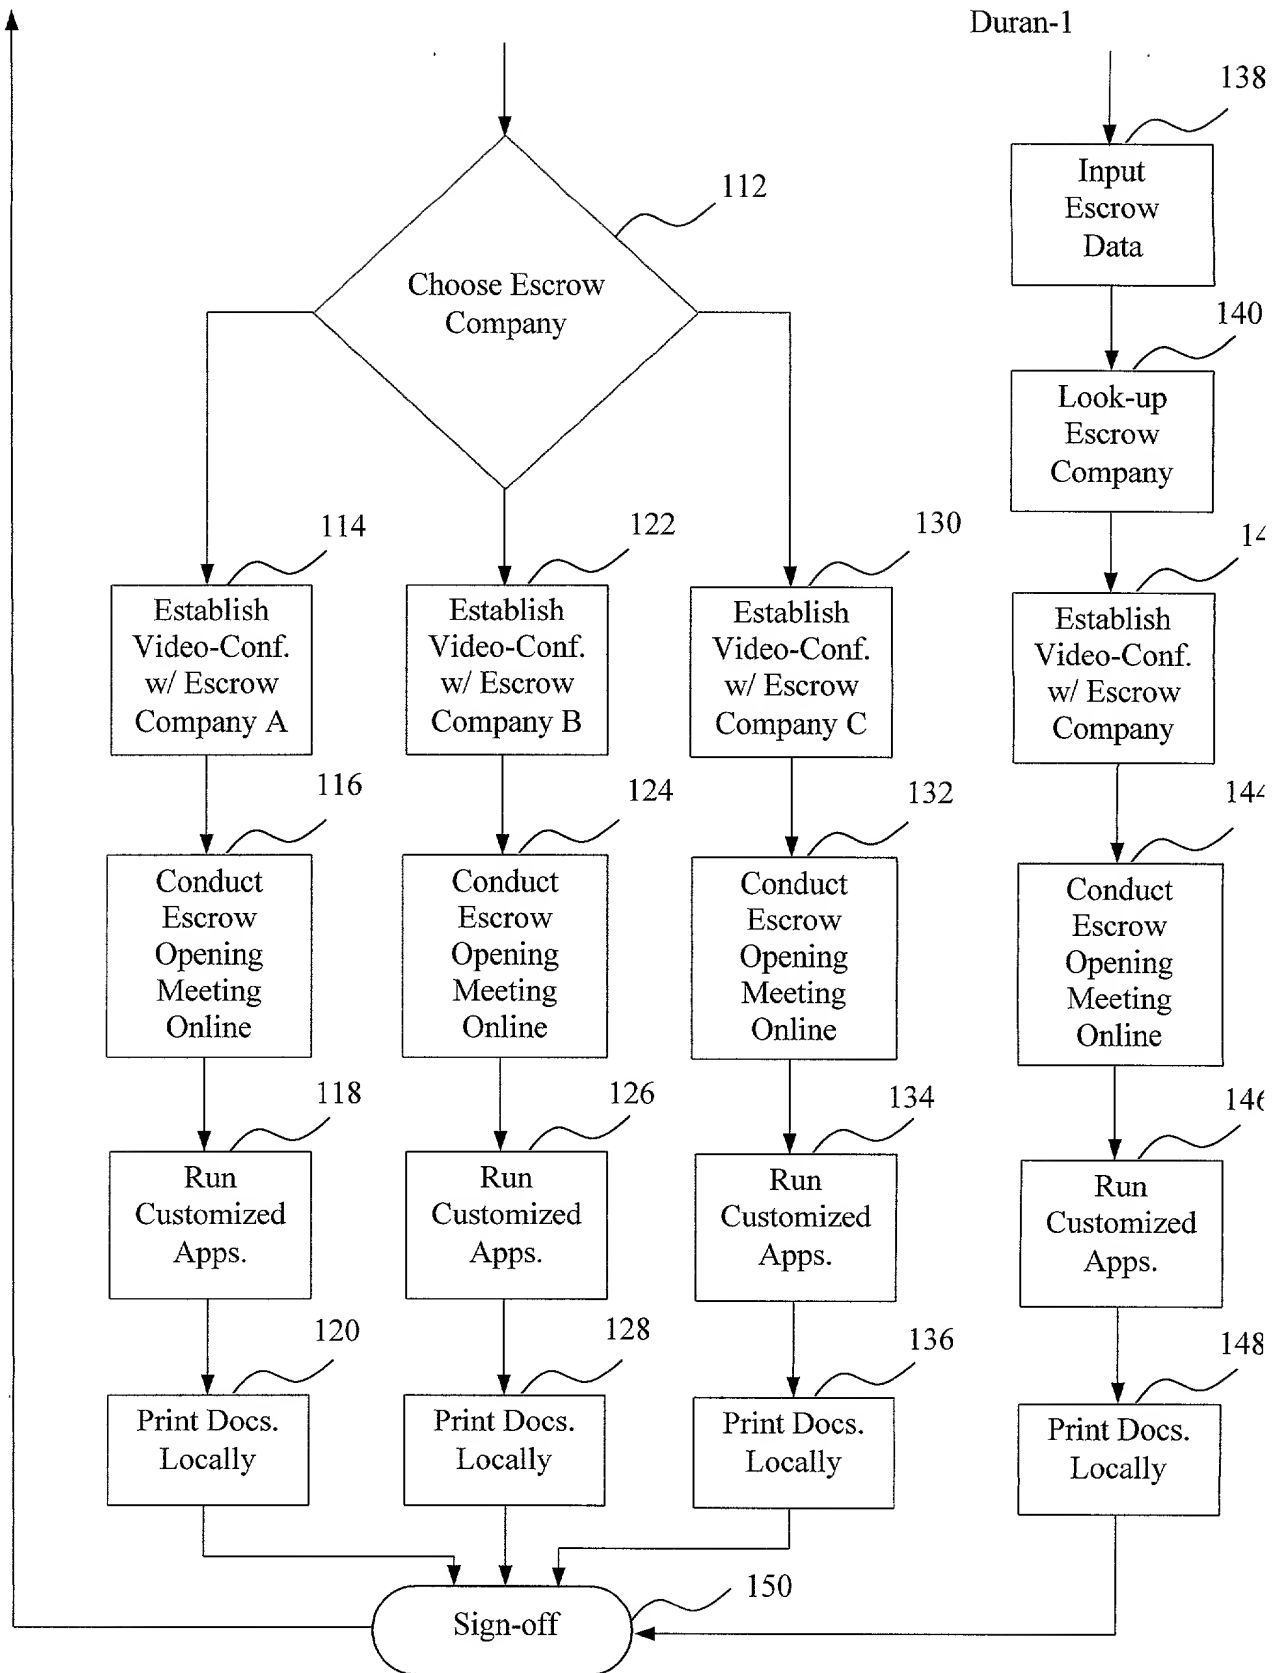 Duran-1
138
Input
Escrow
Data
112
Choose Escrow
Company
140
Look-up
Escrow
Company
114
Establish
Video-Conf.
w/ Escrow
Company A
122
Establish
Video-Conf.
w/ Escrow
Company B
130
Establish
Video-Conf.
w/ Escrow
Company C
14
Establish
Video-Conf.
w/ Escrow
Company
116
Conduct
Escrow
Opening
Meeting
Online
124
Conduct
Escrow
Opening
Meeting
Online
132
Conduct
Escrow
Opening
Meeting
Online
144
Conduct
Escrow
Opening
Meeting
Online
118
Run
Customized
Apps.
126
Run
Customized
Apps.
134
Run
Customized
Apps.
146
Run
Customized
Apps.
120
Print Docs.
Locally
128
Print Docs.
Locally
136
Print Docs.
Locally
148
Print Docs.
Locally
150
Sign-off